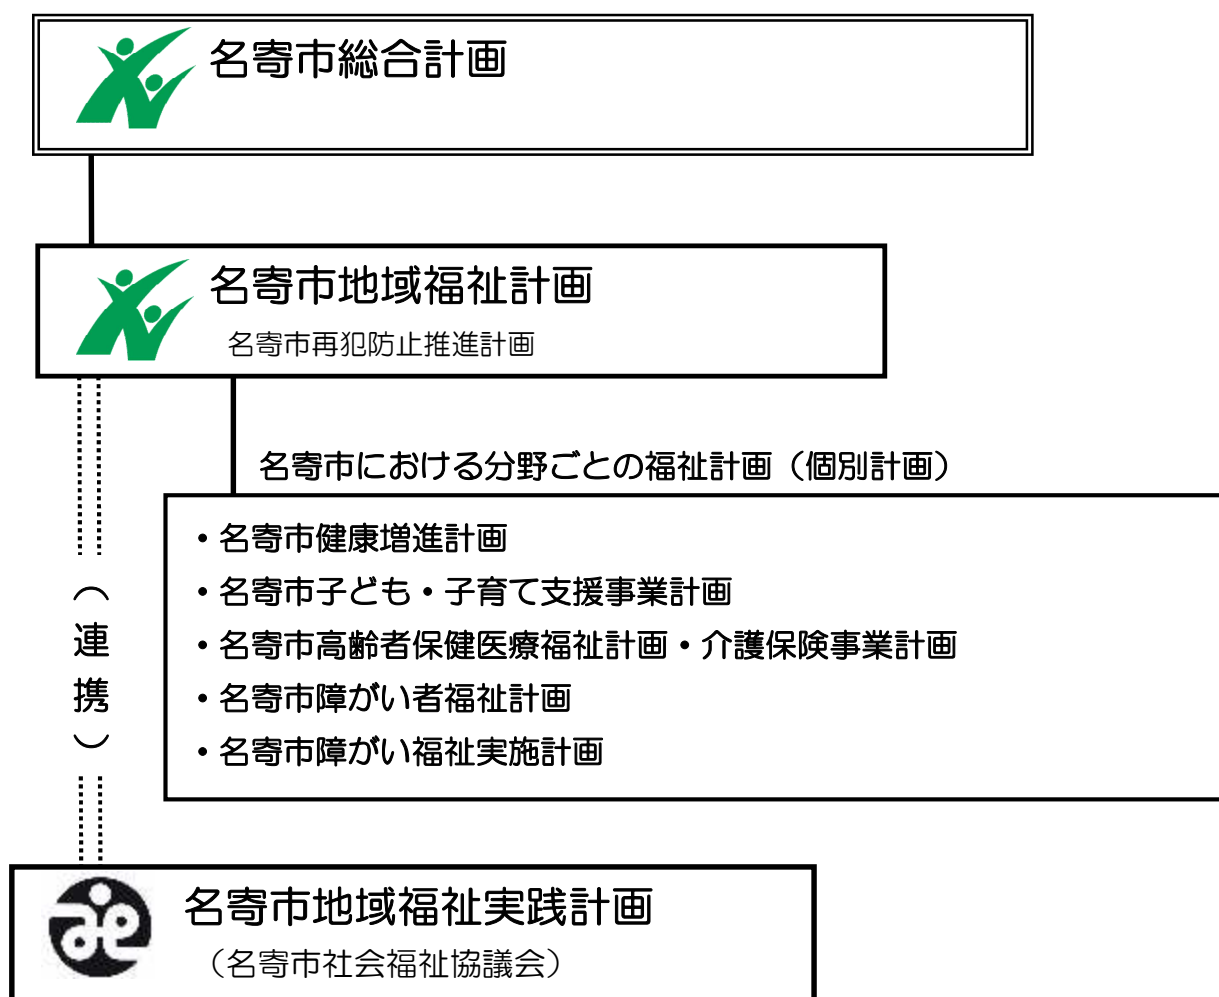 名寄市総合計画
名寄市地域福祉計画
名寄市再犯防止推進計画
名寄市における分野ごとの福祉計画（個別計画）
・名寄市健康増進計画
・名寄市子ども・子育て支援事業計画
・名寄市高齢者保健医療福祉計画・介護保険事業計画
・名寄市障がい者福祉計画
・名寄市障がい福祉実施計画
（連携）
名寄市地域福祉実践計画
（名寄市社会福祉協議会）